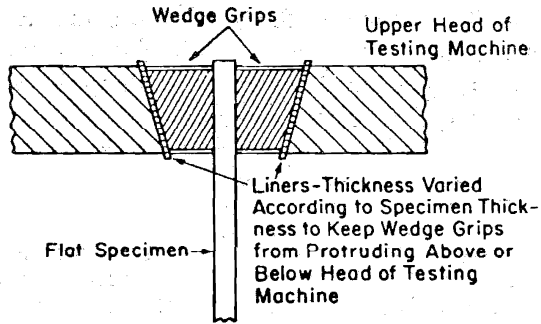 Wedge Grips
Upper Head of
Testing Machine
Liners-Thickness Varied
According to Specimen Thick-
ness to Keep Wedge Grips
from Protruding Above or
Below Head of Testing
Machine
Flat Specimen